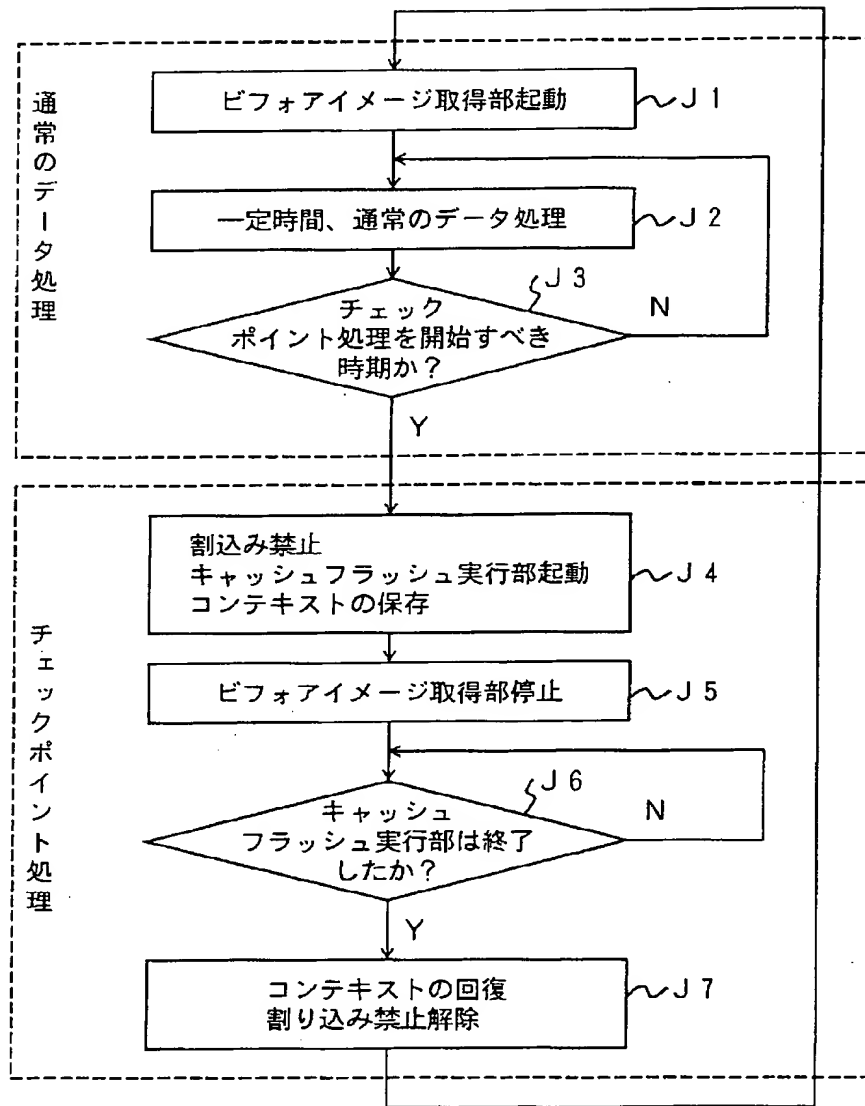 通常のデータ処理
ビフォアイメージ取得部起動
J1
一定時間、通常のデータ処理
J2
J3
チェック
ポイント処理を開始すべき
時期か?
N
Y
チェックポイント処理
割込み禁止
キャッシュフラッシュ実行部起動
コンテキストの保存
J4
ビフォアイメージ取得部停止
J5
J6
キャッシュ
フラッシュ実行部は終了
したか?
N
Y
コンテキストの回復
割り込み禁止解除
J7